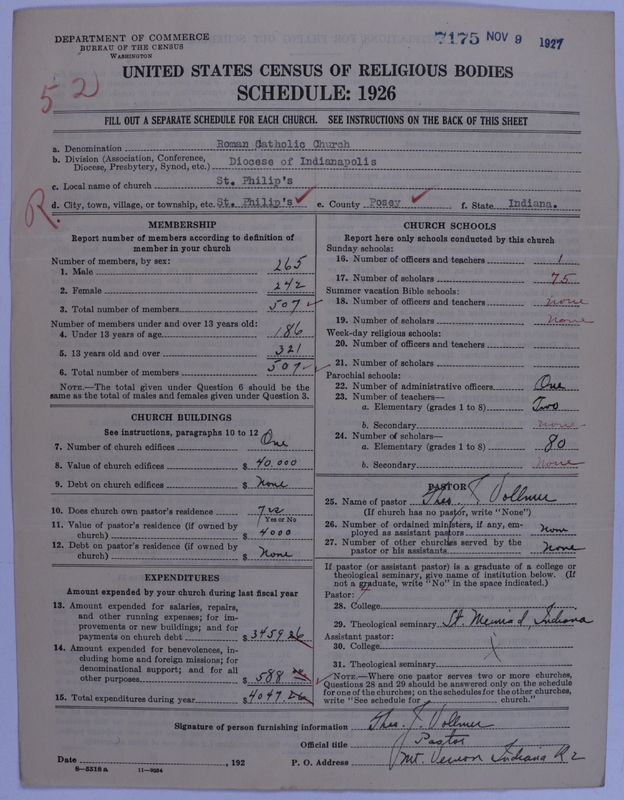 DEPARTMENT OF COMMERCE
BUREAU OF THE CENSUS
WASHINGTON
7175 NOV 9 1927
52
UNITED STATES CENSUS OF RELIGIOUS BODIES
SCHEDULE: 1926
FILL OUT A SEPARATE SCHEDULE FOR EACH CHURCH. SEE INSTRUCTIONS ON THE BACK OF THIS SHEET
a. Denomination Roman Catholic Church
b. Division (Association, Conference, Diocese, Presbytery, Synod, etc.) Diocese of Indianapolis
c. Local name of church St. Philip's
R. d. City, town, village, or township, etc. St. Philip's ✓ e. County Posey ✓ f. State Indiana.
MEMBERSHIP
Report number of members according to definition of
member in your church
Number of members, by sex:
1. Male 265
2. Female 242
3. Total number of members 507 ✓
Number of members under and over 13 years old:
4. Under 13 years of age 186
5. 13 years old and over 321
6. Total number of members 507 ✓
NOTE.—The total given under Question 6 should be the
same as the total of males and females given under Question 3.
CHURCH BUILDINGS
See instructions, paragraphs 10 to 12
7. Number of church edifices One
8. Value of church edifices $ 40,000
9. Debt on church edifices $ None
10. Does church own pastor's residence Yes
Yes or No
11. Value of pastor's residence (if owned by
church) $ 4000
12. Debt on pastor's residence (if owned by
church) $ None
EXPENDITURES
Amount expended by your church during last fiscal year
13. Amount expended for salaries, repairs,
and other running expenses; for im-
provements or new buildings; and for
payments on church debt $ 3459.26
14. Amount expended for benevolences, in-
cluding home and foreign missions; for
denominational support; and for all
other purposes $ 588
15. Total expenditures during year $ 4047.26
CHURCH SCHOOLS
Report here only schools conducted by this church
Sunday schools:
16. Number of officers and teachers 1
17. Number of scholars 75
Summer vacation Bible schools:
18. Number of officers and teachers none
19. Number of scholars none
Week-day religious schools:
20. Number of officers and teachers
21. Number of scholars
Parochial schools:
22. Number of administrative officers One
23. Number of teachers—
a. Elementary (grades 1 to 8) Two
b. Secondary none
24. Number of scholars—
a. Elementary (grades 1 to 8) 80
b. Secondary none
PASTOR
25. Name of pastor Theo. J. Vollmer
(If church has no pastor, write "None")
26. Number of ordained ministers, if any, em-
ployed as assistant pastors None
27. Number of other churches served by the
pastor or his assistants None
If pastor (or assistant pastor) is a graduate of a college or
theological seminary, give name of institution below. (If
not a graduate, write "No" in the space indicated.)
Pastor:
28. College
29. Theological seminary St. Meinrad, Indiana
Assistant pastor:
30. College
31. Theological seminary
NOTE.—Where one pastor serves two or more churches,
Questions 28 and 29 should be answered only on the schedule
for one of the churches; on the schedules for the other churches,
write "See schedule for church."
Signature of person furnishing information Theo. J. Vollmer
Official title Pastor
Date , 192 P. O. Address Mt. Vernon Indiana R 2
8-5518 a 11-9054